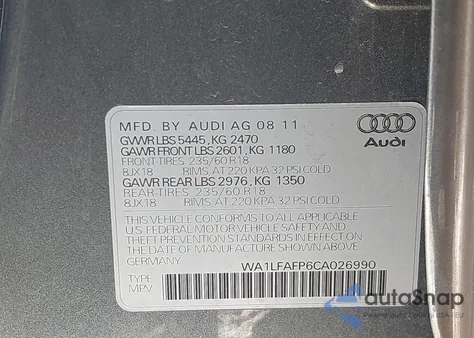 MFD. BY AUDI AG 08 11
GVWR LBS 5445, KG 2470
GAWR FRONT LBS 2601, KG 1180
FRONT-TIRES 235/60 R18
8JX18 RIMS, AT 220 KPA 32 PSI COLD
GAWR REAR LBS 2976, KG 1350
REAR-TIRES 235/60 R18
8JX18 RIMS, AT 220 KPA 32 PSI COLD
THIS VEHICLE CONFORMS TO ALL APPLICABLE
U.S. FEDERAL MOTOR VEHICLE SAFETY AND
THEFT PREVENTION STANDARDS IN EFFECT ON
THE DATE OF MANUFACTURE SHOWN ABOVE
GERMANY
WA1LFAFP6CA026990
TYPE
MPV
Audi
autoSnap